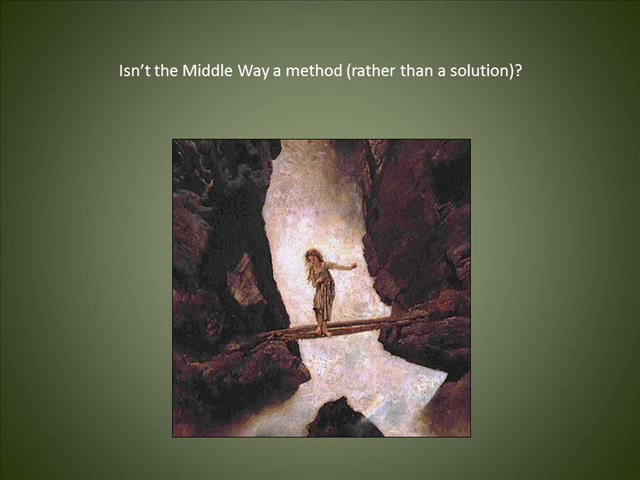 Isn’t the Middle Way a method (rather than a solution)?